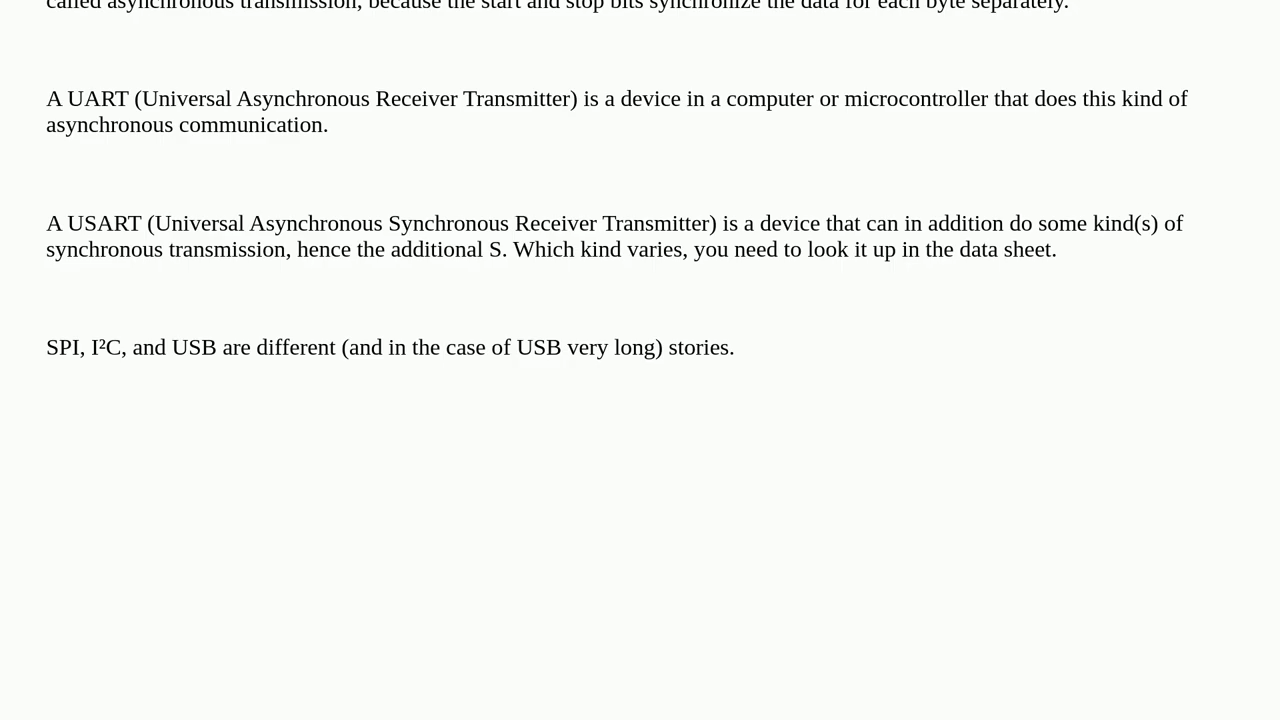 called asynchronous transmission, because the start and stop bits synchronize the data for each byte separately.
A UART (Universal Asynchronous Receiver Transmitter) is a device in a computer or microcontroller that does this kind of
asynchronous communication.
A USART (Universal Asynchronous Synchronous Receiver Transmitter) is a device that can in addition do some kind(s) of
synchronous transmission, hence the additional S. Which kind varies, you need to look it up in the data sheet.
SPI, I²C, and USB are different (and in the case of USB very long) stories.